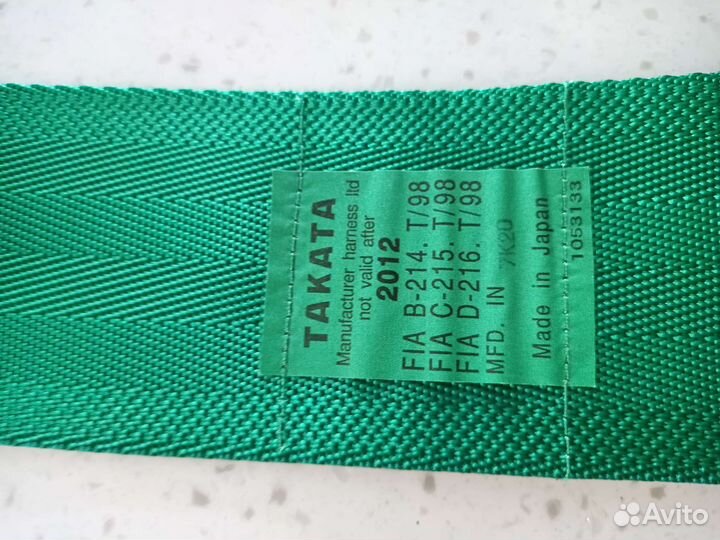 TAKATA
Manufacturer harness ltd
not valid after
2012
FIA B-214. T/98
FIA C-215. T/98
FIA D-216. T/98
MFD. IN 7K20
Made in Japan
1053133
Avito